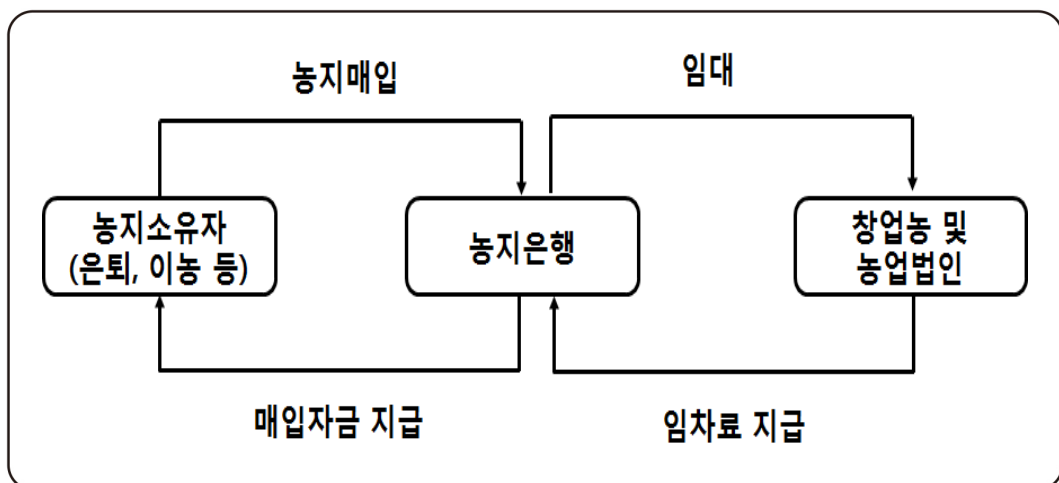 농지매입
임대
농지소유자
(은퇴, 이농 등)
농지은행
창업농 및
농업법인
매입자금 지급
임차료 지급